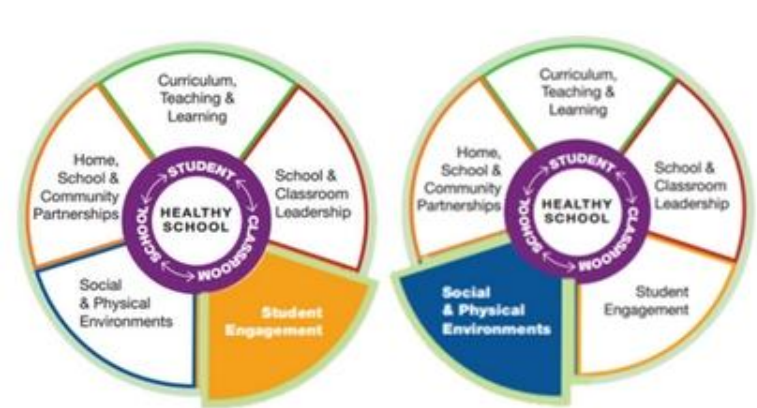 Curriculum,
Teaching &
Learning
Home,
School &
Community
Partnerships
School &
Classroom
Leadership
STUDENT
CLASSROOM
SCHOOL
HEALTHY
SCHOOL
Social
& Physical
Environments
Student
Engagement
Curriculum,
Teaching &
Learning
Home,
School &
Community
Partnerships
School &
Classroom
Leadership
STUDENT
CLASSROOM
SCHOOL
HEALTHY
SCHOOL
Social
& Physical
Environments
Student
Engagement